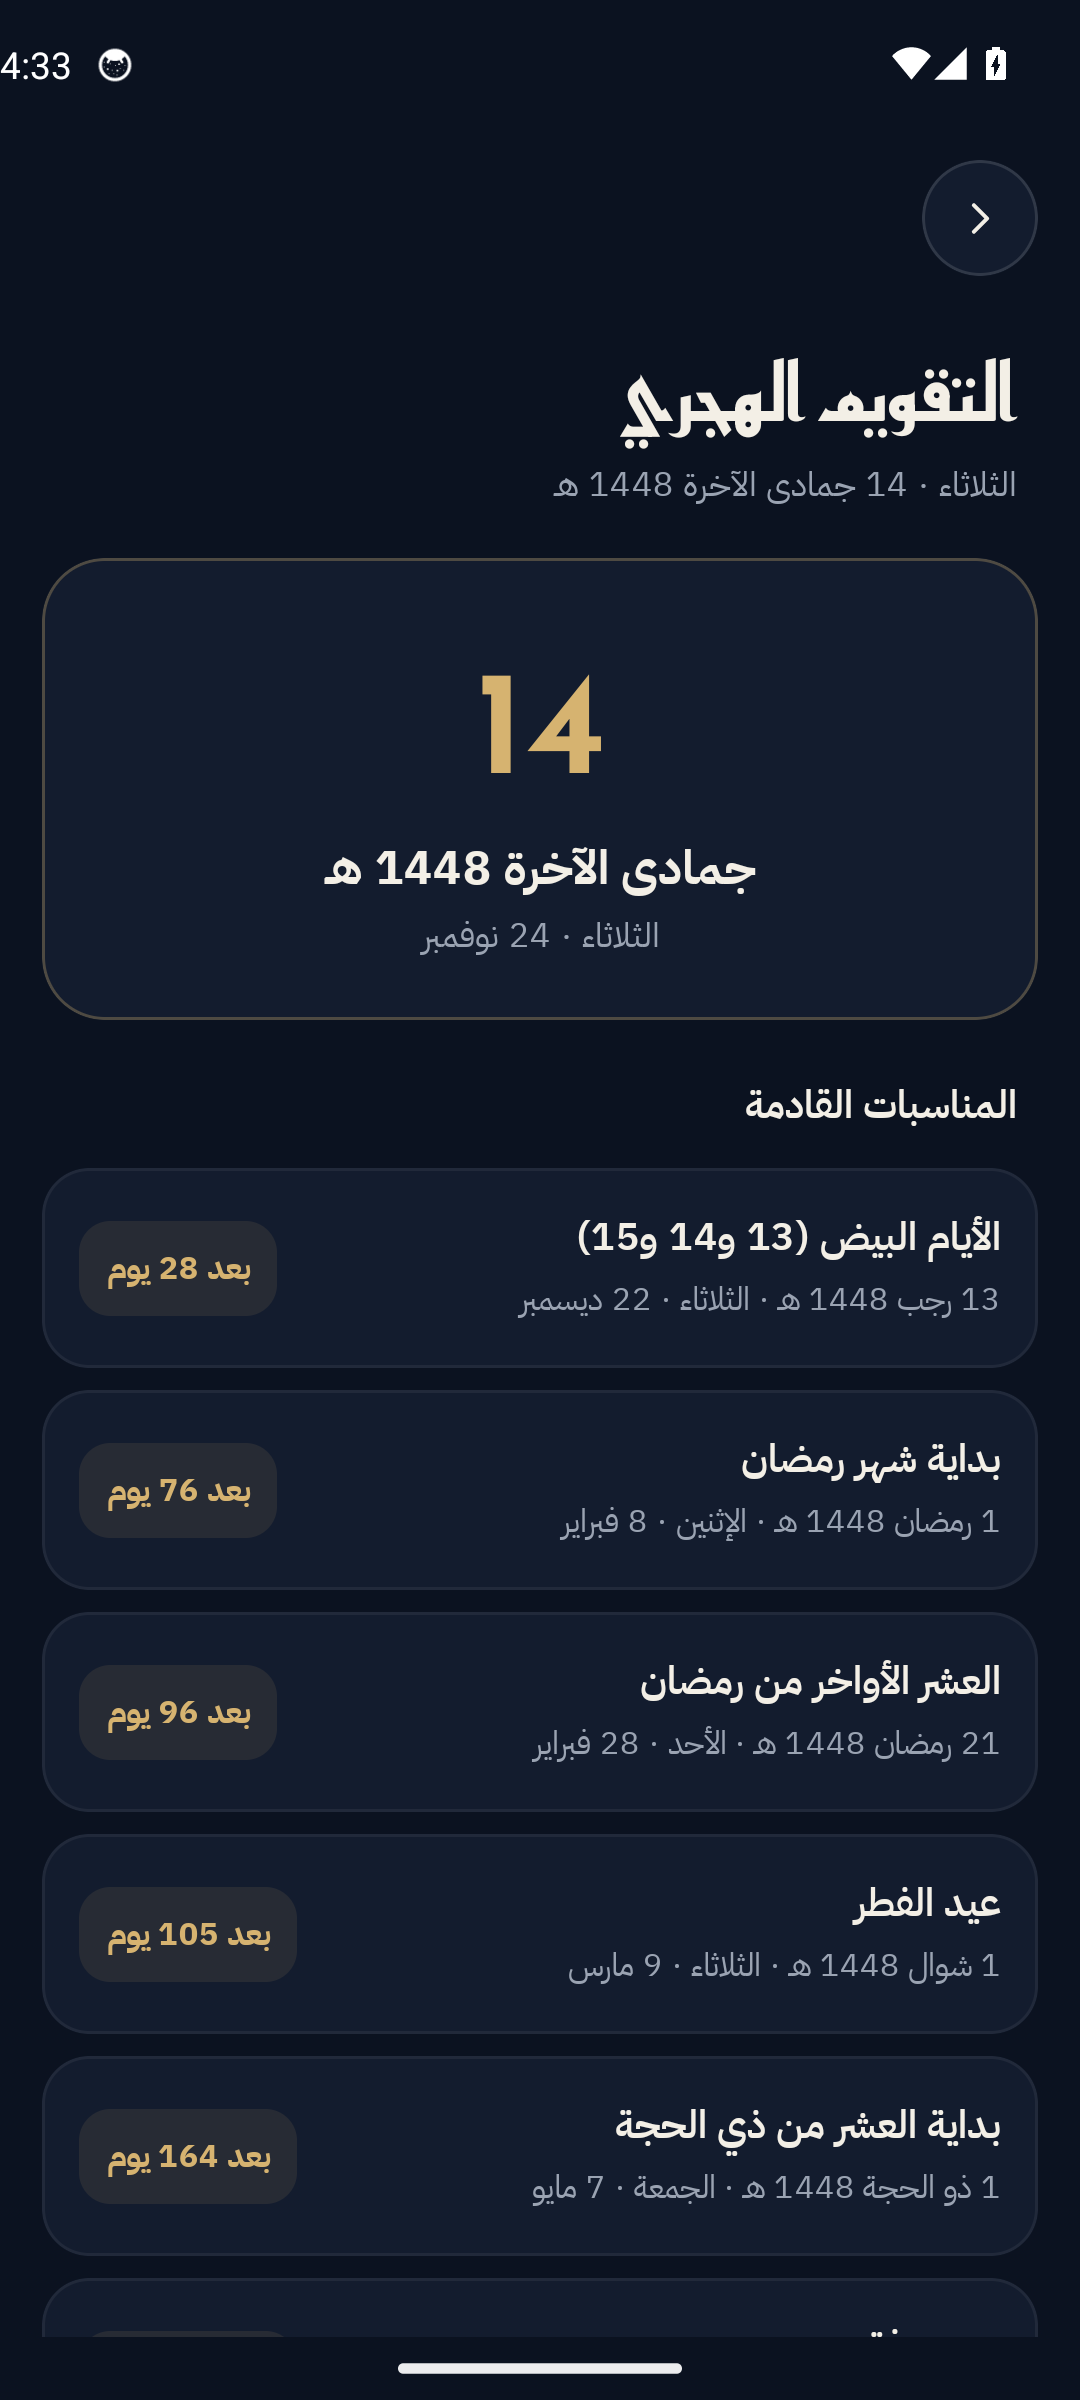 4:33
التقويم الهجري
الثلاثاء · 14 جمادى الآخرة 1448 هـ
14
جمادى الآخرة 1448 هـ
الثلاثاء · 24 نوفمبر
المناسبات القادمة
الأيام البيض (13 و14 و15)
13 رجب 1448 هـ · الثلاثاء · 22 ديسمبر
بعد 28 يوم
بداية شهر رمضان
1 رمضان 1448 هـ · الإثنين · 8 فبراير
بعد 76 يوم
العشر الأواخر من رمضان
21 رمضان 1448 هـ · الأحد · 28 فبراير
بعد 96 يوم
عيد الفطر
1 شوال 1448 هـ · الثلاثاء · 9 مارس
بعد 105 يوم
بداية العشر من ذي الحجة
1 ذو الحجة 1448 هـ · الجمعة · 7 مايو
بعد 164 يوم